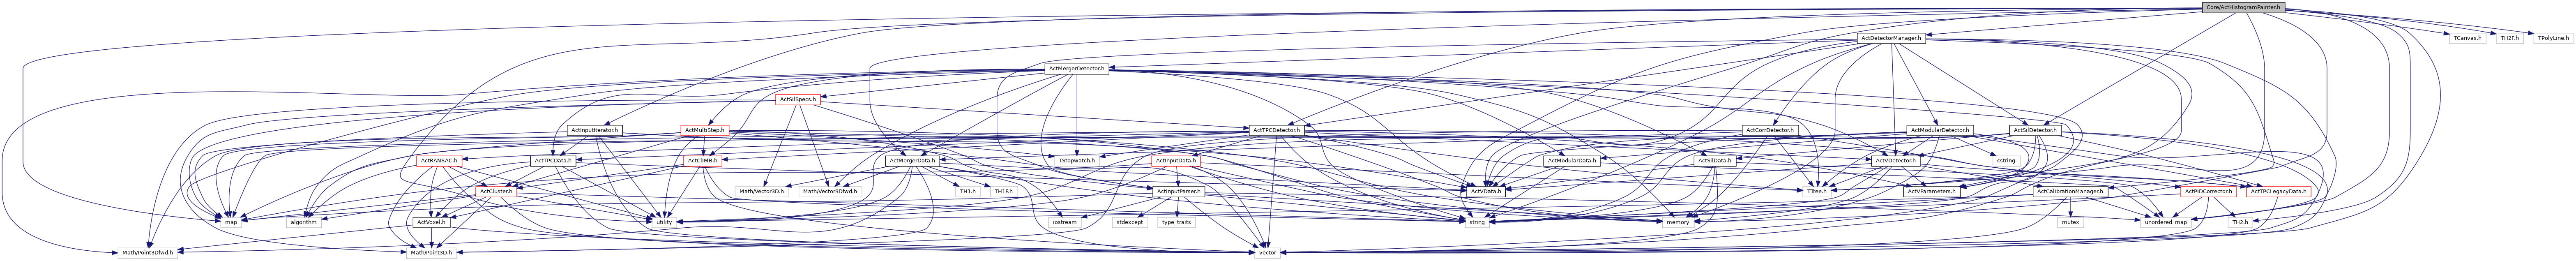 Core/ActHistogramPainter.h
ActDetectorManager.h
TCanvas.h
TH2F.h
TPolyLine.h
ActMergerDetector.h
ActSilSpecs.h
ActInputIterator.h
ActMultiStep.h
ActTPCDetector.h
ActCorrDetector.h
ActModularDetector.h
ActSilDetector.h
ActRANSAC.h
ActTPCData.h
ActClIMB.h
TStopwatch.h
ActMergerData.h
ActInputData.h
ActModularData.h
ActSilData.h
ActVDetector.h
cstring
ActCluster.h
Math/Vector3D.h
Math/Vector3Dfwd.h
TH1.h
TH1F.h
ActInputParser.h
ActVData.h
TTree.h
ActVParameters.h
ActCalibrationManager.h
ActPIDCorrector.h
ActTPCLegacyData.h
map
algorithm
ActVoxel.h
utility
iostream
stdexcept
type_traits
string
memory
mutex
unordered_map
TH2.h
Math/Point3Dfwd.h
Math/Point3D.h
vector